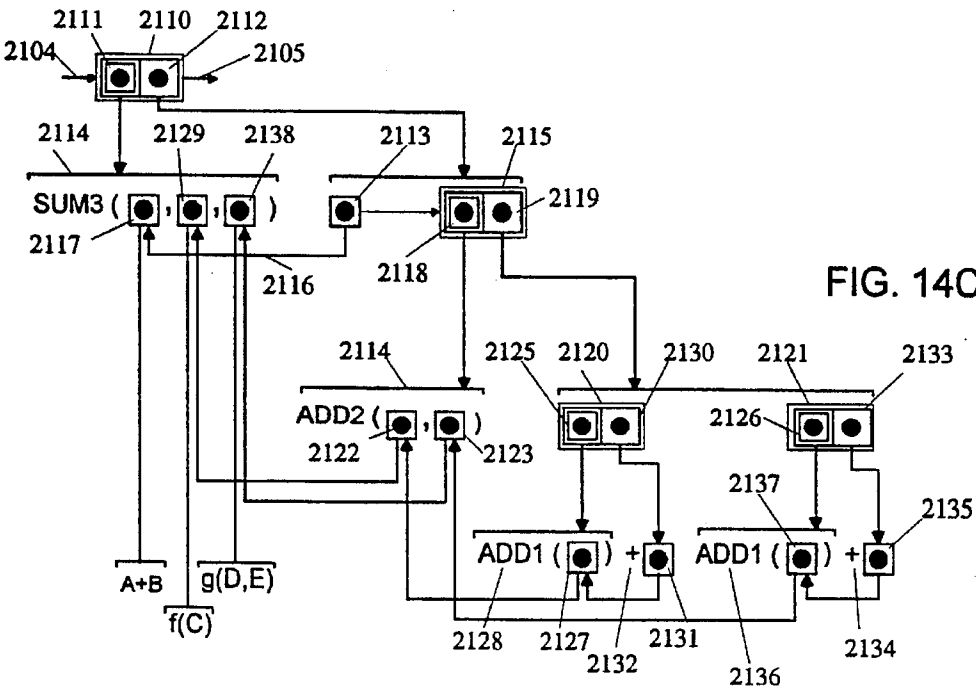 2111 2110 2112
2104 2105
2114 2129 2138 2113 2115
SUM3 ( , , )
2119
2117 2116 2118
FIG. 14C
2114 2125 2120 2130 2121 2133
ADD2 ( , )
2126
2122 2123
2137 2135
ADD1 ( ) + ADD1 ( ) +
A+B g(D,E)
f(C)
2128 2127 2132 2131 2136 2134